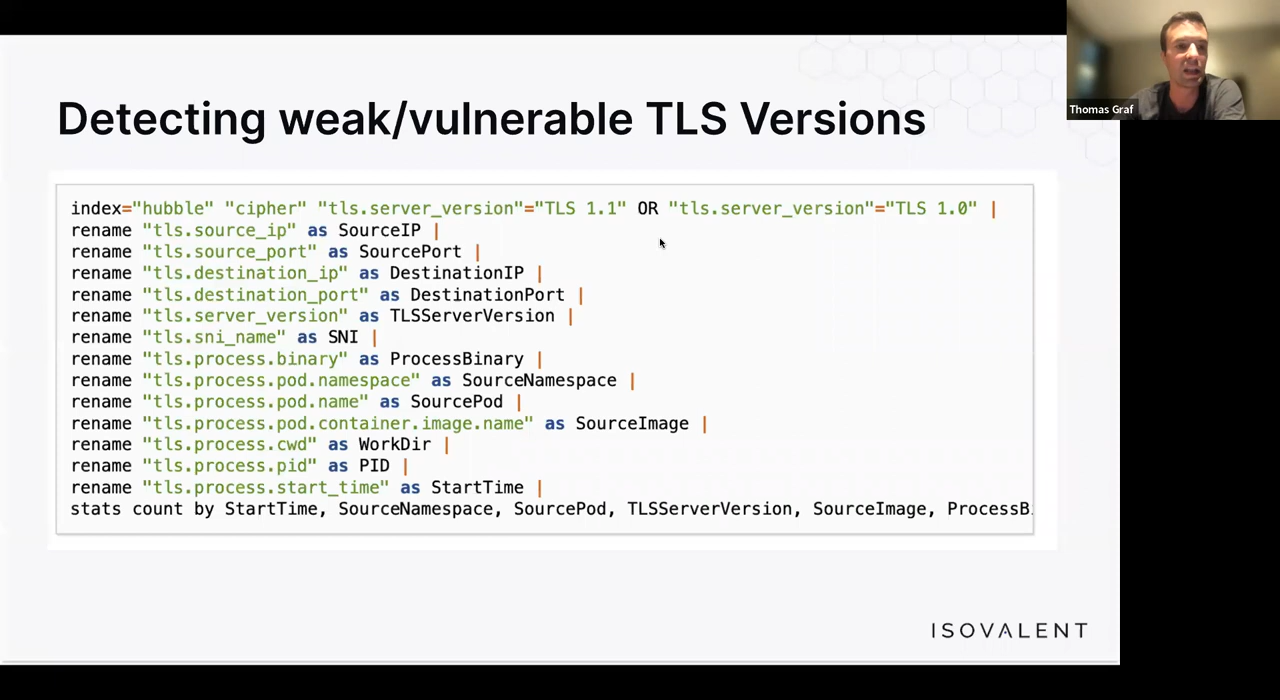 Detecting weak/vulnerable TLS Versions
Thomas Graf
index="hubble" "cipher" "tls.server_version"="TLS 1.1" OR "tls.server_version"="TLS 1.0" |
rename "tls.source_ip" as SourceIP |
rename "tls.source_port" as SourcePort |
rename "tls.destination_ip" as DestinationIP |
rename "tls.destination_port" as DestinationPort |
rename "tls.server_version" as TLSServerVersion |
rename "tls.sni_name" as SNI |
rename "tls.process.binary" as ProcessBinary |
rename "tls.process.pod.namespace" as SourceNamespace |
rename "tls.process.pod.name" as SourcePod |
rename "tls.process.pod.container.image.name" as SourceImage |
rename "tls.process.cwd" as WorkDir |
rename "tls.process.pid" as PID |
rename "tls.process.start_time" as StartTime |
stats count by StartTime, SourceNamespace, SourcePod, TLSServerVersion, SourceImage, ProcessB
ISOVALENT